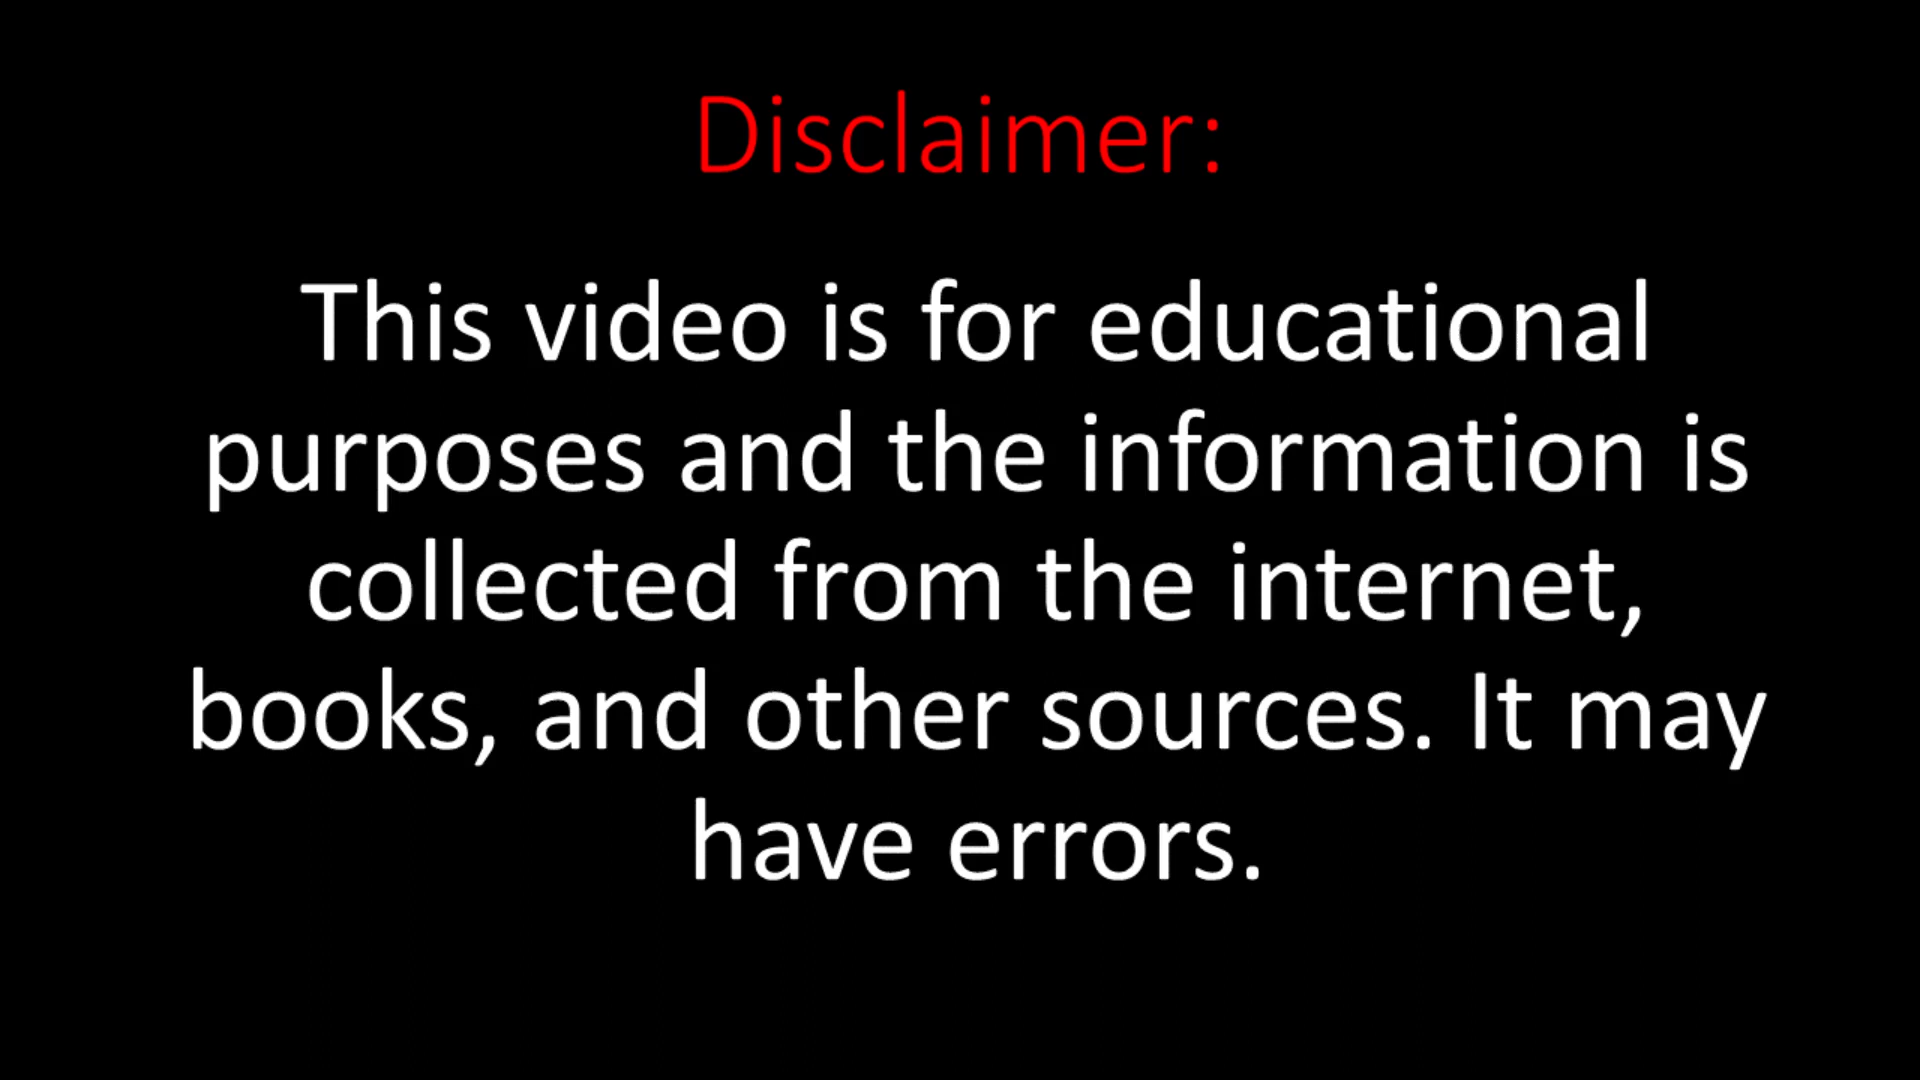 Disclaimer:
This video is for educational
purposes and the information is
collected from the internet,
books, and other sources. It may
have errors.